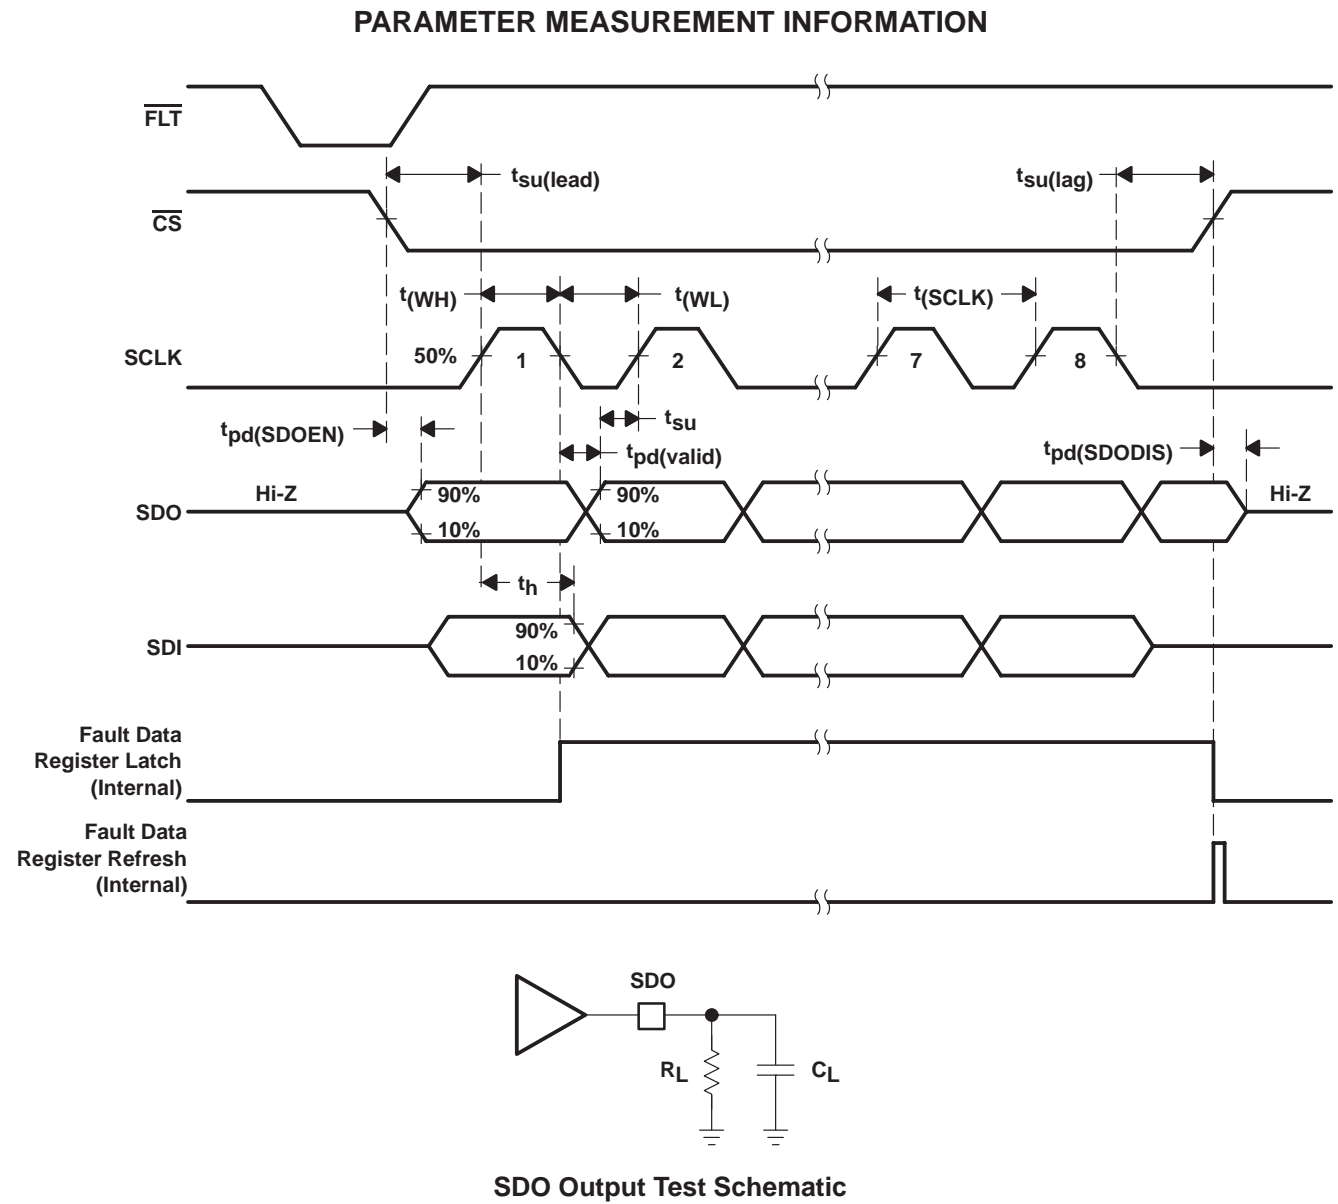 PARAMETER MEASUREMENT INFORMATION
FLT
tsu(lead)
tsu(lag)
CS
t(WH)
t(WL)
t(SCLK)
SCLK
50%
1
2
7
8
tpd(SDOEN)
tsu
tpd(valid)
tpd(SDODIS)
Hi-Z
90%
90%
Hi-Z
SDO
10%
10%
th
90%
SDI
10%
Fault Data
Register Latch
(Internal)
Fault Data
Register Refresh
(Internal)
SDO
RL
CL
SDO Output Test Schematic